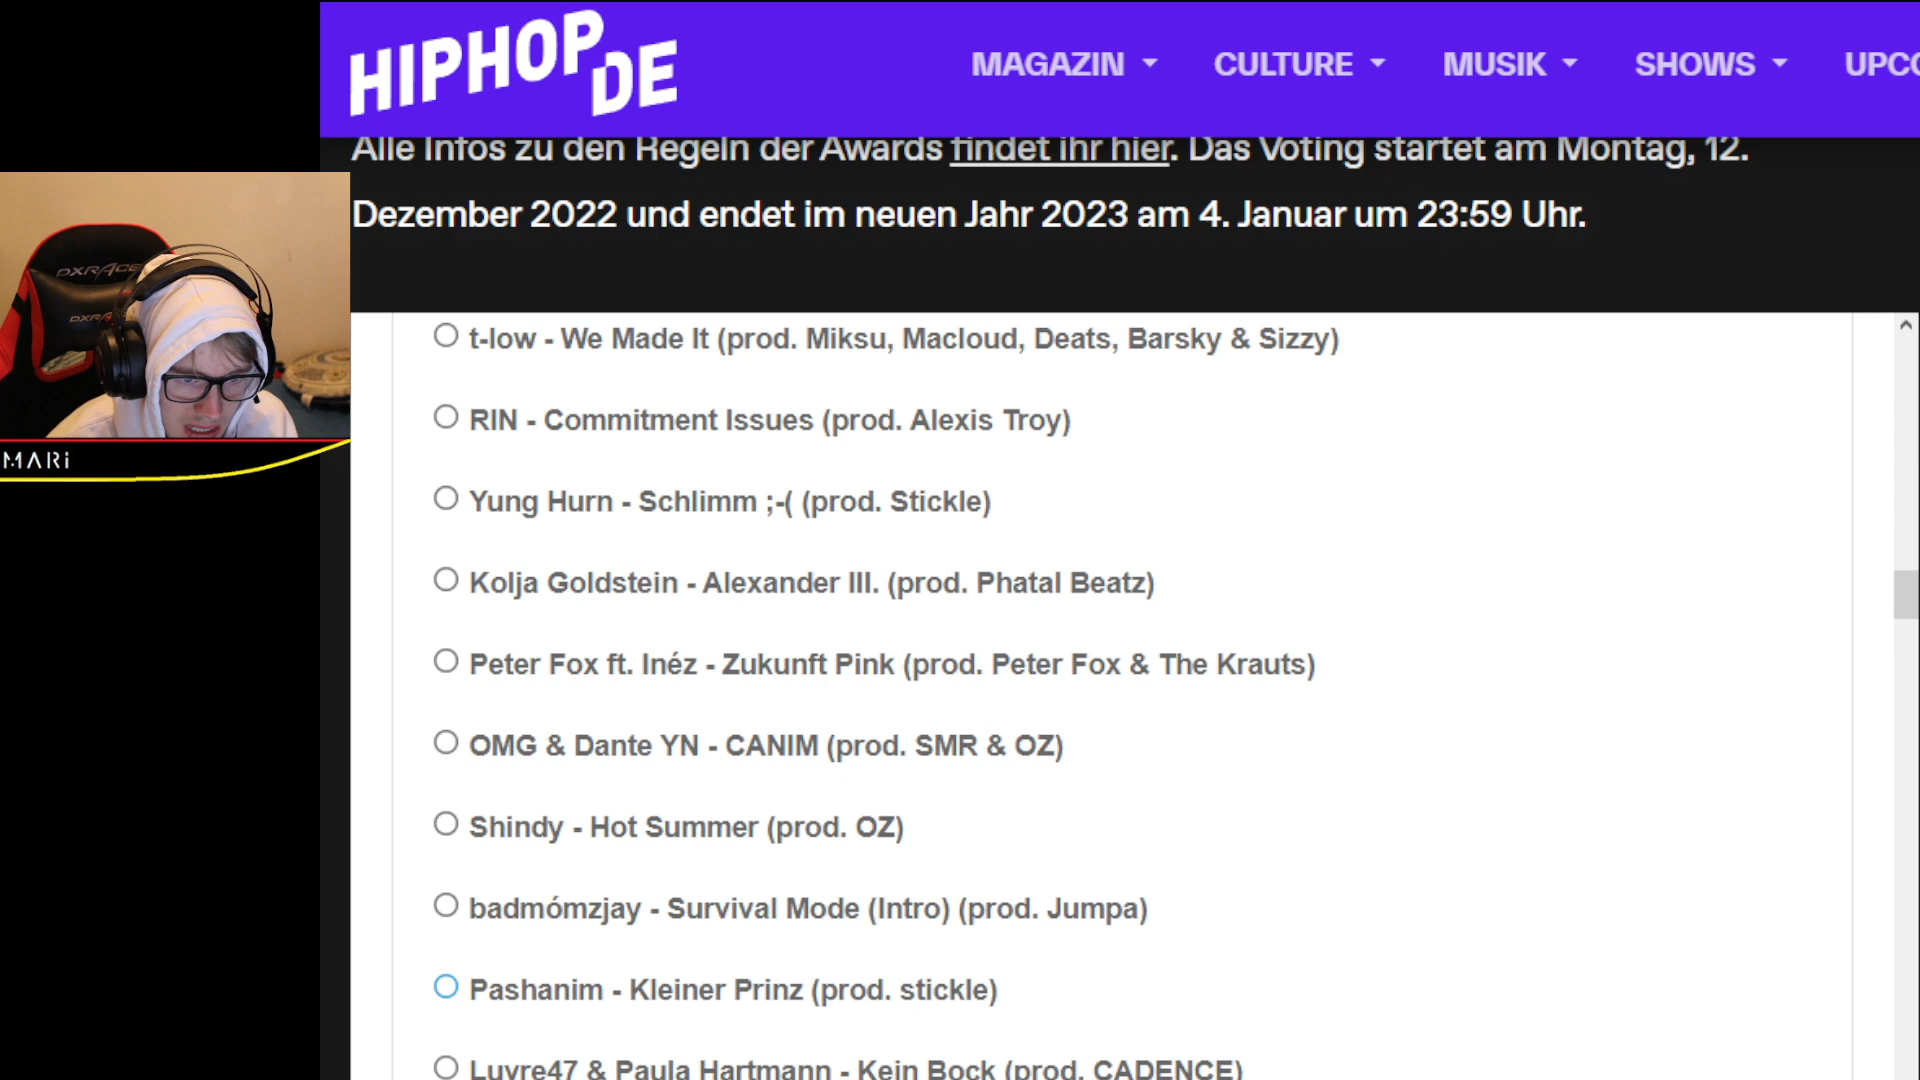 HIPHOP.DE
MAGAZIN
CULTURE
MUSIK
SHOWS
UPCO
Alle Infos zu den Regeln der Awards findet ihr hier. Das Voting startet am Montag, 12.
Dezember 2022 und endet im neuen Jahr 2023 am 4. Januar um 23:59 Uhr.
DXRACE
DXRA
MARi
t-low - We Made It (prod. Miksu, Macloud, Deats, Barsky & Sizzy)
RIN - Commitment Issues (prod. Alexis Troy)
Yung Hurn - Schlimm ;-( (prod. Stickle)
Kolja Goldstein - Alexander III. (prod. Phatal Beatz)
Peter Fox ft. Inéz - Zukunft Pink (prod. Peter Fox & The Krauts)
OMG & Dante YN - CANIM (prod. SMR & OZ)
Shindy - Hot Summer (prod. OZ)
badmómzjay - Survival Mode (Intro) (prod. Jumpa)
Pashanim - Kleiner Prinz (prod. stickle)
Luvre47 & Paula Hartmann - Kein Bock (prod. CADENCE)